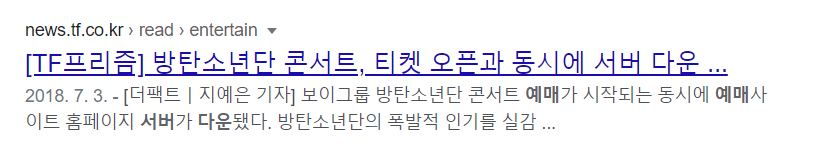 news.tf.co.kr › read › entertain
[TF프리즘] 방탄소년단 콘서트, 티켓 오픈과 동시에 서버 다운 ...
2018. 7. 3. - [더팩트ㅣ지예은 기자] 보이그룹 방탄소년단 콘서트 예매가 시작되는 동시에 예매사
이트 홈페이지 서버가 다운됐다. 방탄소년단의 폭발적 인기를 실감 ...